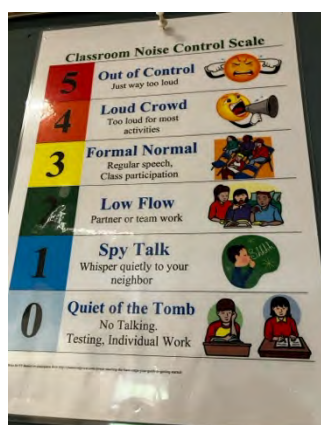 Classroom Noise Control Scale
5
Out of Control
Just way too loud
4
Loud Crowd
Too loud for most
activities
3
Formal Normal
Regular speech,
Class participation
2
Low Flow
Partner or team work
1
Spy Talk
Whisper quietly to your
neighbor
0
Quiet of the Tomb
No Talking.
Testing, Individual Work